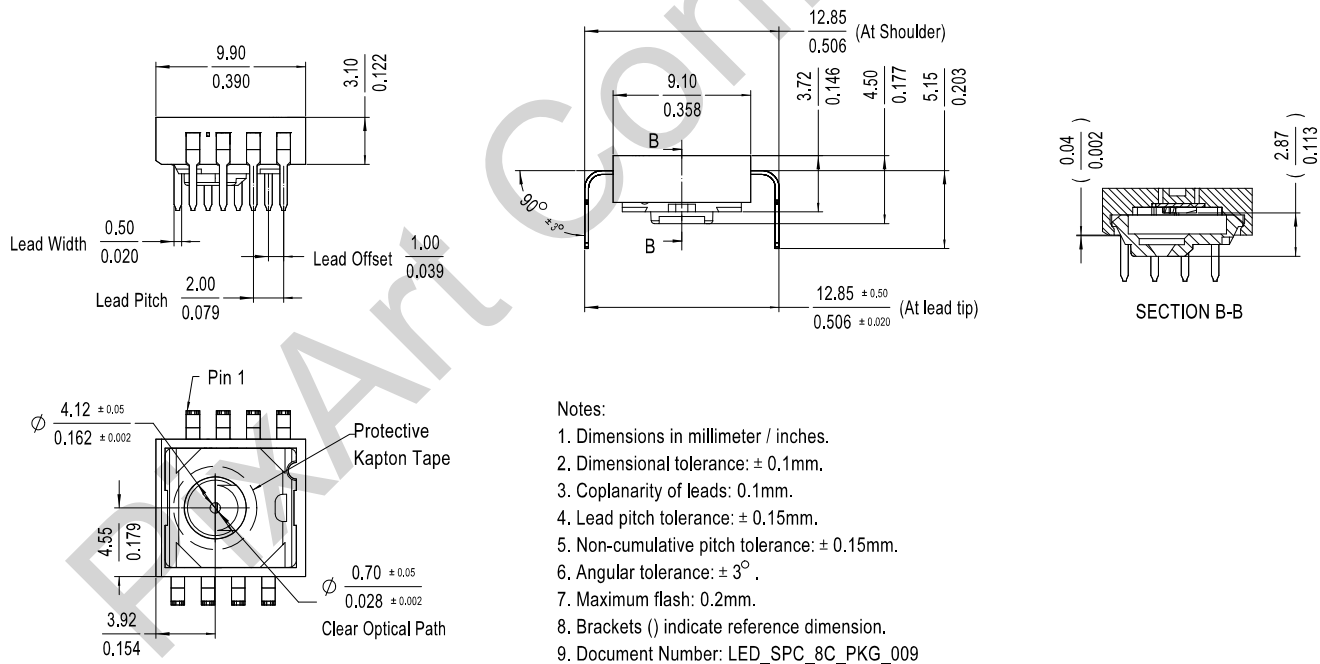 9.90
0.390
3.10
0.122
Lead Width 0.50
0.020
Lead Offset 1.00
0.039
Lead Pitch 2.00
0.079
12.85 (At Shoulder)
0.506
9.10
0.358
3.72
0.146
4.50
0.177
5.15
0.203
B
90° ±3°
B
12.85 ± 0.50 (At lead tip)
0.506 ± 0.020
( 0.04
0.002 )
( 2.87
0.113 )
SECTION B-B
Pin 1
Ø 4.12 ± 0.05
0.162 ± 0.002
Protective
Kapton Tape
4.55
0.179
Ø 0.70 ± 0.05
0.028 ± 0.002
Clear Optical Path
3.92
0.154
Notes:
1. Dimensions in millimeter / inches.
2. Dimensional tolerance: ± 0.1mm.
3. Coplanarity of leads: 0.1mm.
4. Lead pitch tolerance: ± 0.15mm.
5. Non-cumulative pitch tolerance: ± 0.15mm.
6. Angular tolerance: ± 3° .
7. Maximum flash: 0.2mm.
8. Brackets () indicate reference dimension.
9. Document Number: LED_SPC_8C_PKG_009
PixArt